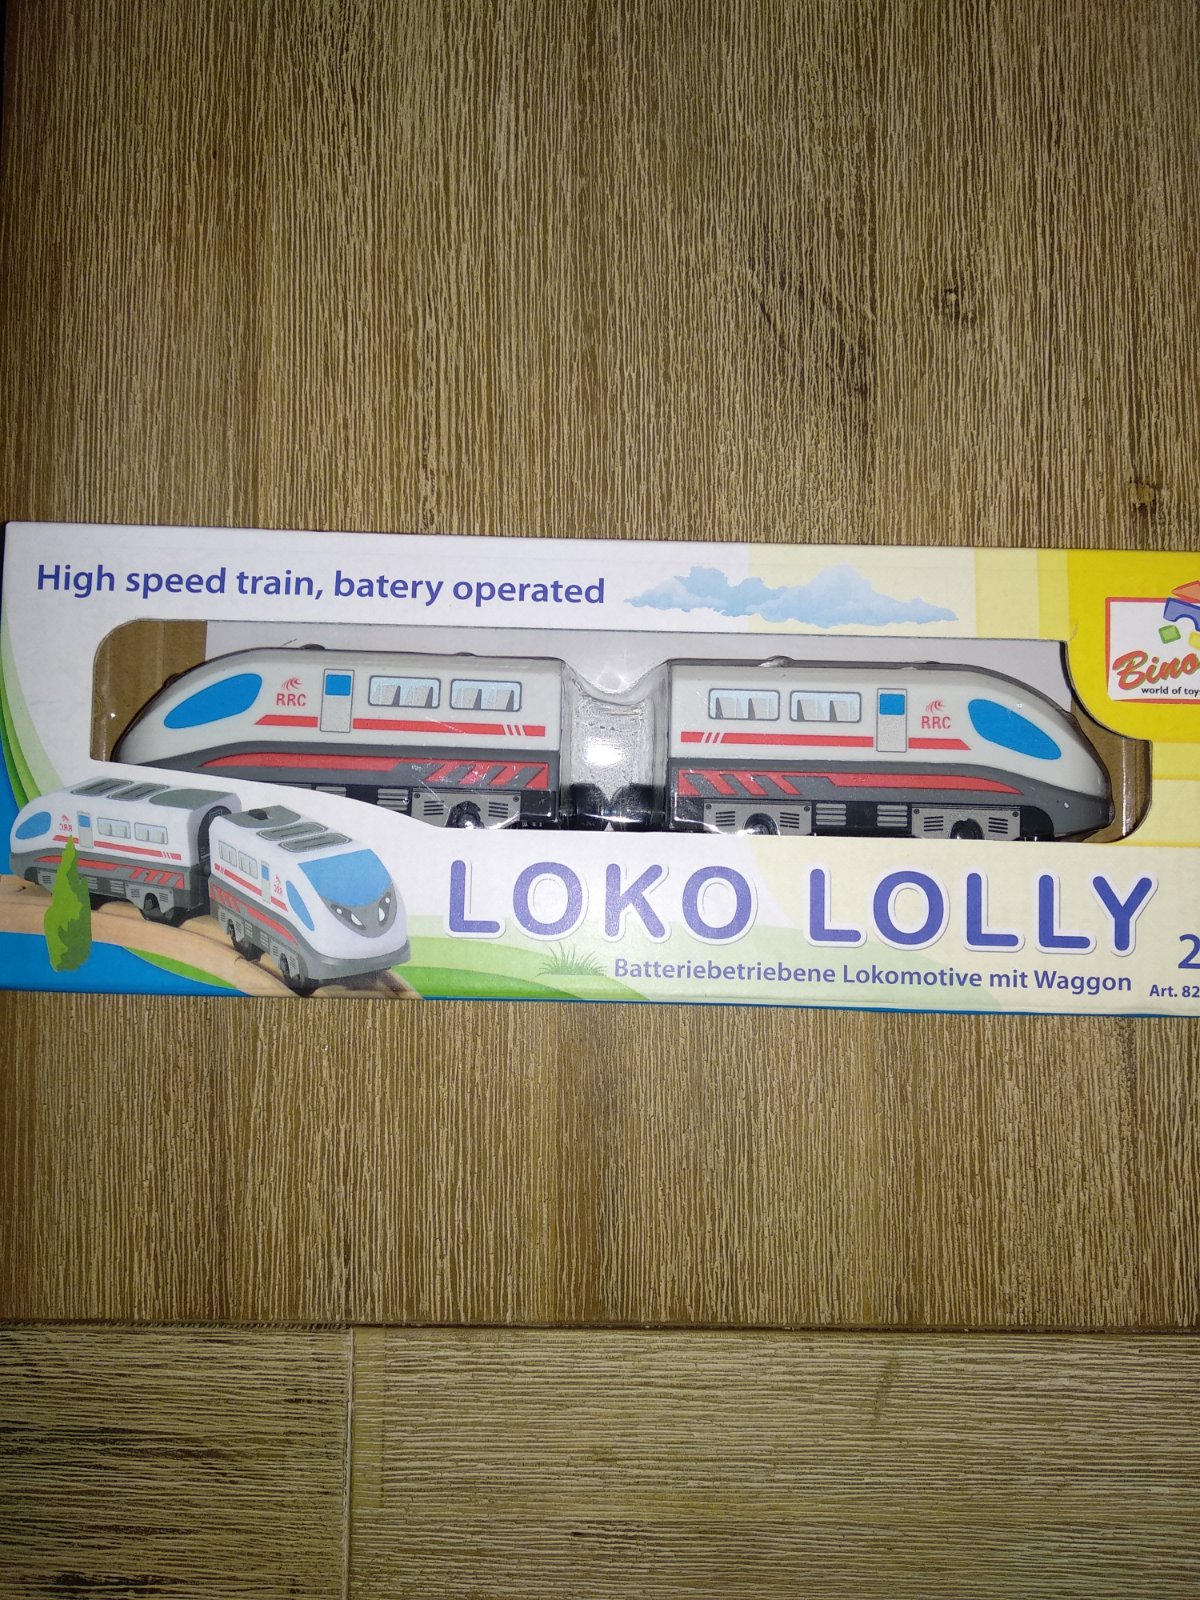 High speed train, batery operated
Bino
world of toy
RRC
RRC
LOKO LOLLY
2
Batteriebetriebene Lokomotive mit Waggon
Art. 82